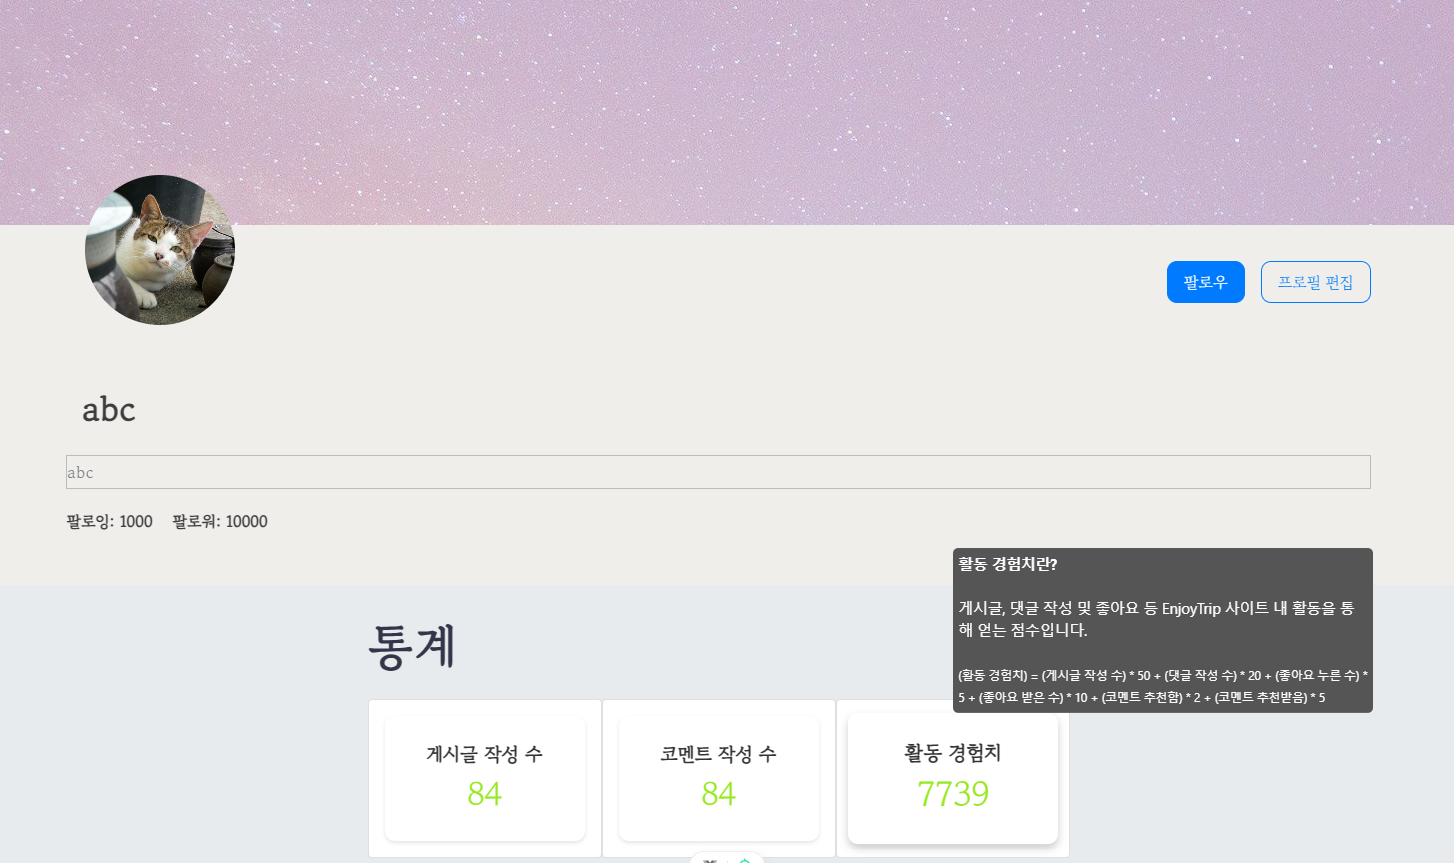 팔로우
프로필 편집
abc
abc
팔로잉: 1000 팔로워: 10000
활동 경험치란?
게시글, 댓글 작성 및 좋아요 등 EnjoyTrip 사이트 내 활동을 통
해 얻는 점수입니다.
(활동 경험치) = (게시글 작성 수) * 50 + (댓글 작성 수) * 20 + (좋아요 누른 수) *
5 + (좋아요 받은 수) * 10 + (코멘트 추천함) * 2 + (코멘트 추천받음) * 5
통계
게시글 작성 수
84
코멘트 작성 수
84
활동 경험치
7739